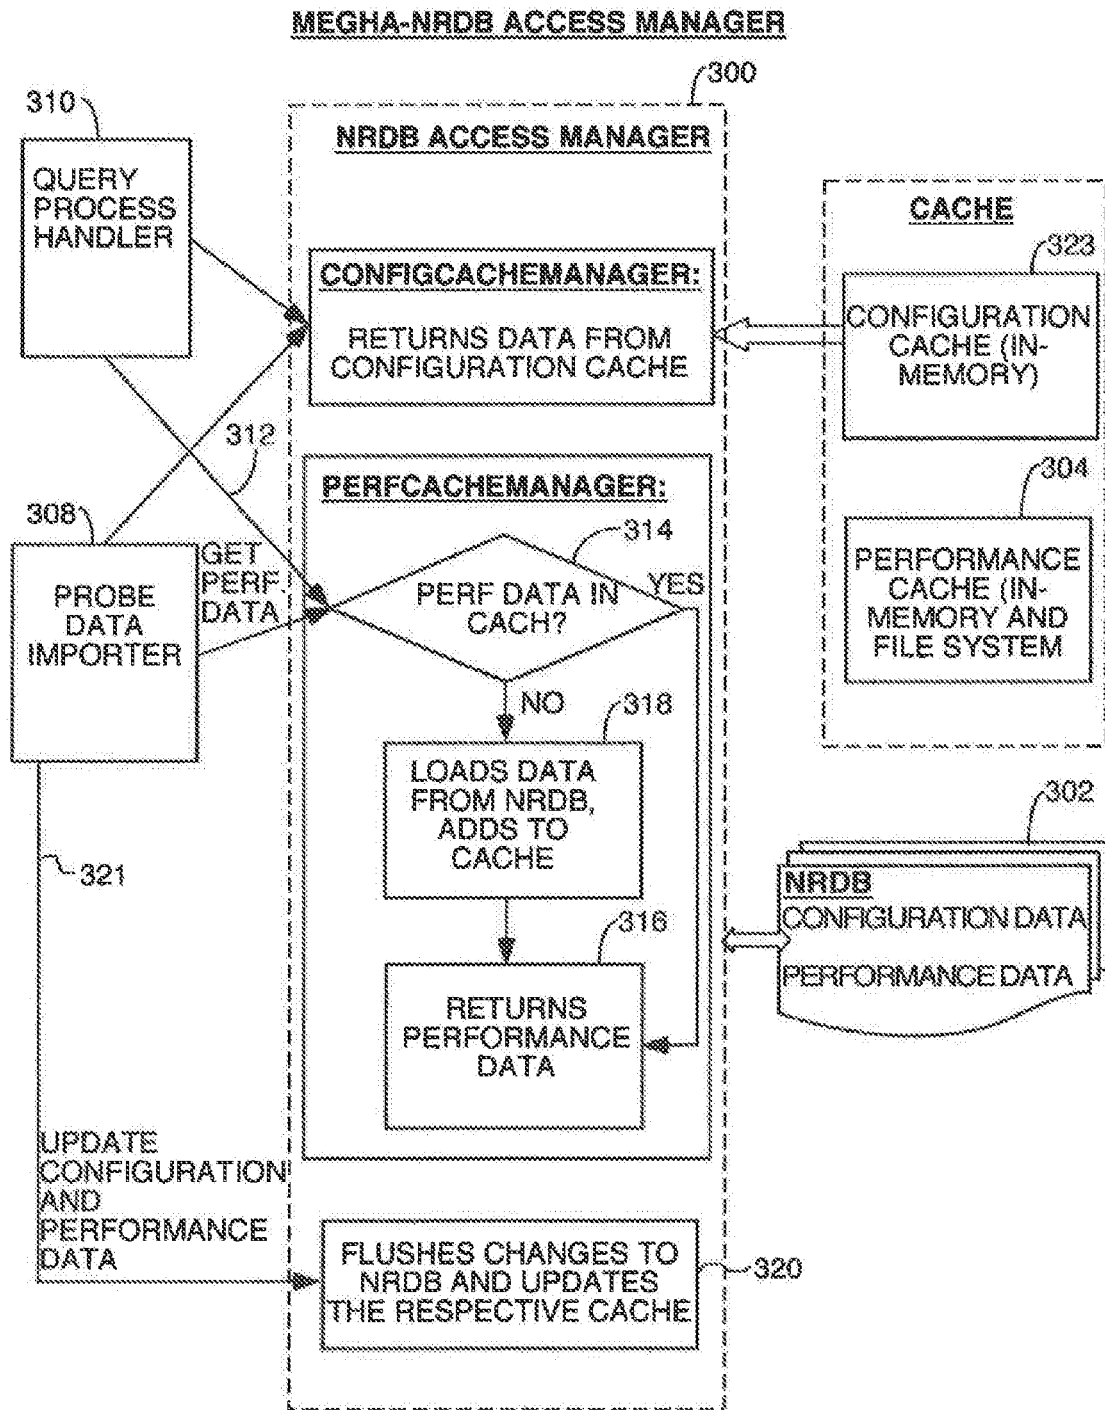 MEGHA-NRDB ACCESS MANAGER
300
310
NRDB ACCESS MANAGER
QUERY
PROCESS
HANDLER
CACHE
323
CONFIGCACHEMANAGER:
RETURNS DATA FROM
CONFIGURATION CACHE
CONFIGURATION
CACHE (IN-
MEMORY)
312
304
PERFCACHEMANAGER:
308
314
GET
PERF
DATA
YES
PERF DATA IN
CACH?
PERFORMANCE
CACHE (IN-
MEMORY AND
FILE SYSTEM
PROBE
DATA
IMPORTER
NO
318
LOADS DATA
FROM NRDB,
ADDS TO
CACHE
302
321
NRDB
CONFIGURATION DATA
PERFORMANCE DATA
316
RETURNS
PERFORMANCE
DATA
UPDATE
CONFIGURATION
AND
PERFORMANCE
DATA
FLUSHES CHANGES TO
NRDB AND UPDATES
THE RESPECTIVE CACHE
320